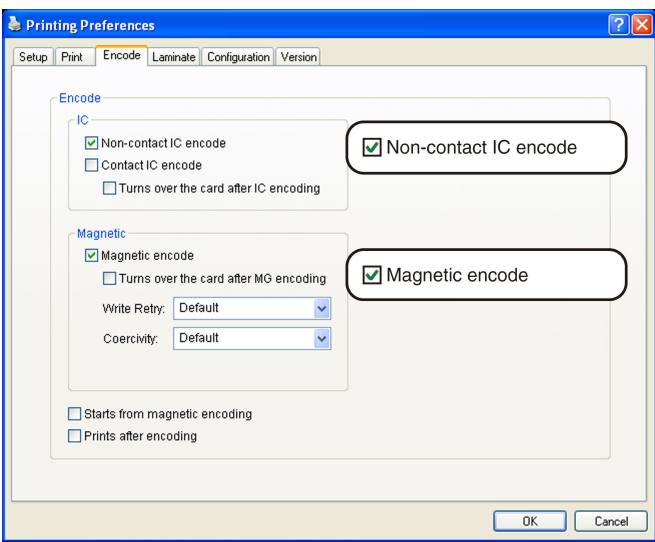 Printing Preferences
Setup Print Encode Laminate Configuration Version
Encode
IC
Non-contact IC encode
Contact IC encode
Turns over the card after IC encoding
Non-contact IC encode
Magnetic
Magnetic encode
Turns over the card after MG encoding
Write Retry: Default
Coercivity: Default
Magnetic encode
Starts from magnetic encoding
Prints after encoding
OK Cancel